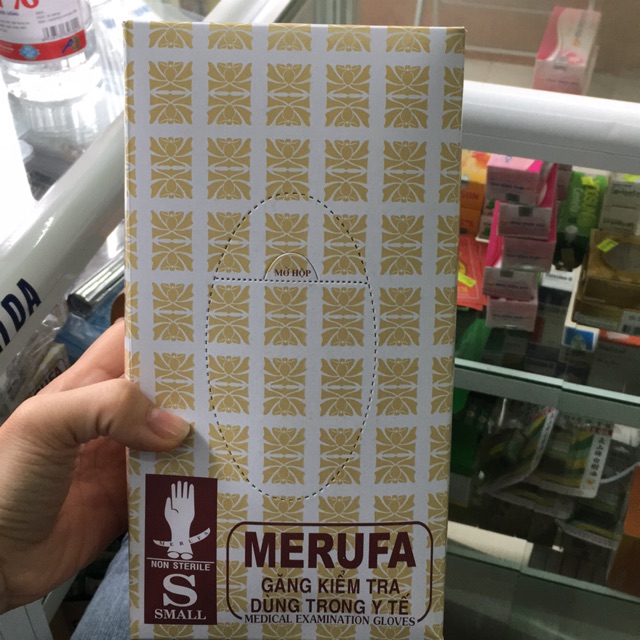 MỞ HỘP
NON STERILE
S
SMALL
MERUFA
GĂNG KIỂM TRA
DÙNG TRONG Y TẾ
MEDICAL EXAMINATION GLOVES
DA